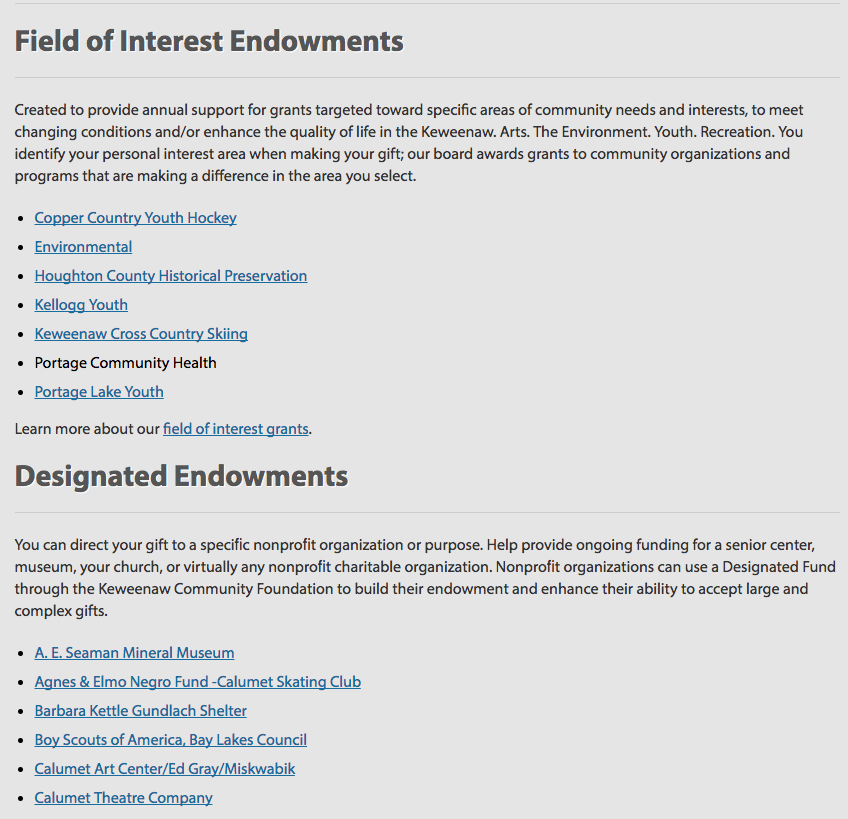 Field of Interest Endowments
Created to provide annual support for grants targeted toward specific areas of community needs and interests, to meet
changing conditions and/or enhance the quality of life in the Keweenaw. Arts. The Environment. Youth. Recreation. You
identify your personal interest area when making your gift; our board awards grants to community organizations and
programs that are making a difference in the area you select.
• Copper Country Youth Hockey
• Environmental
• Houghton County Historical Preservation
• Kellogg Youth
• Keweenaw Cross Country Skiing
• Portage Community Health
• Portage Lake Youth
Learn more about our field of interest grants.
Designated Endowments
You can direct your gift to a specific nonprofit organization or purpose. Help provide ongoing funding for a senior center,
museum, your church, or virtually any nonprofit charitable organization. Nonprofit organizations can use a Designated Fund
through the Keweenaw Community Foundation to build their endowment and enhance their ability to accept large and
complex gifts.
• A. E. Seaman Mineral Museum
• Agnes & Elmo Negro Fund -Calumet Skating Club
• Barbara Kettle Gundlach Shelter
• Boy Scouts of America, Bay Lakes Council
• Calumet Art Center/Ed Gray/Miskwabik
• Calumet Theatre Company